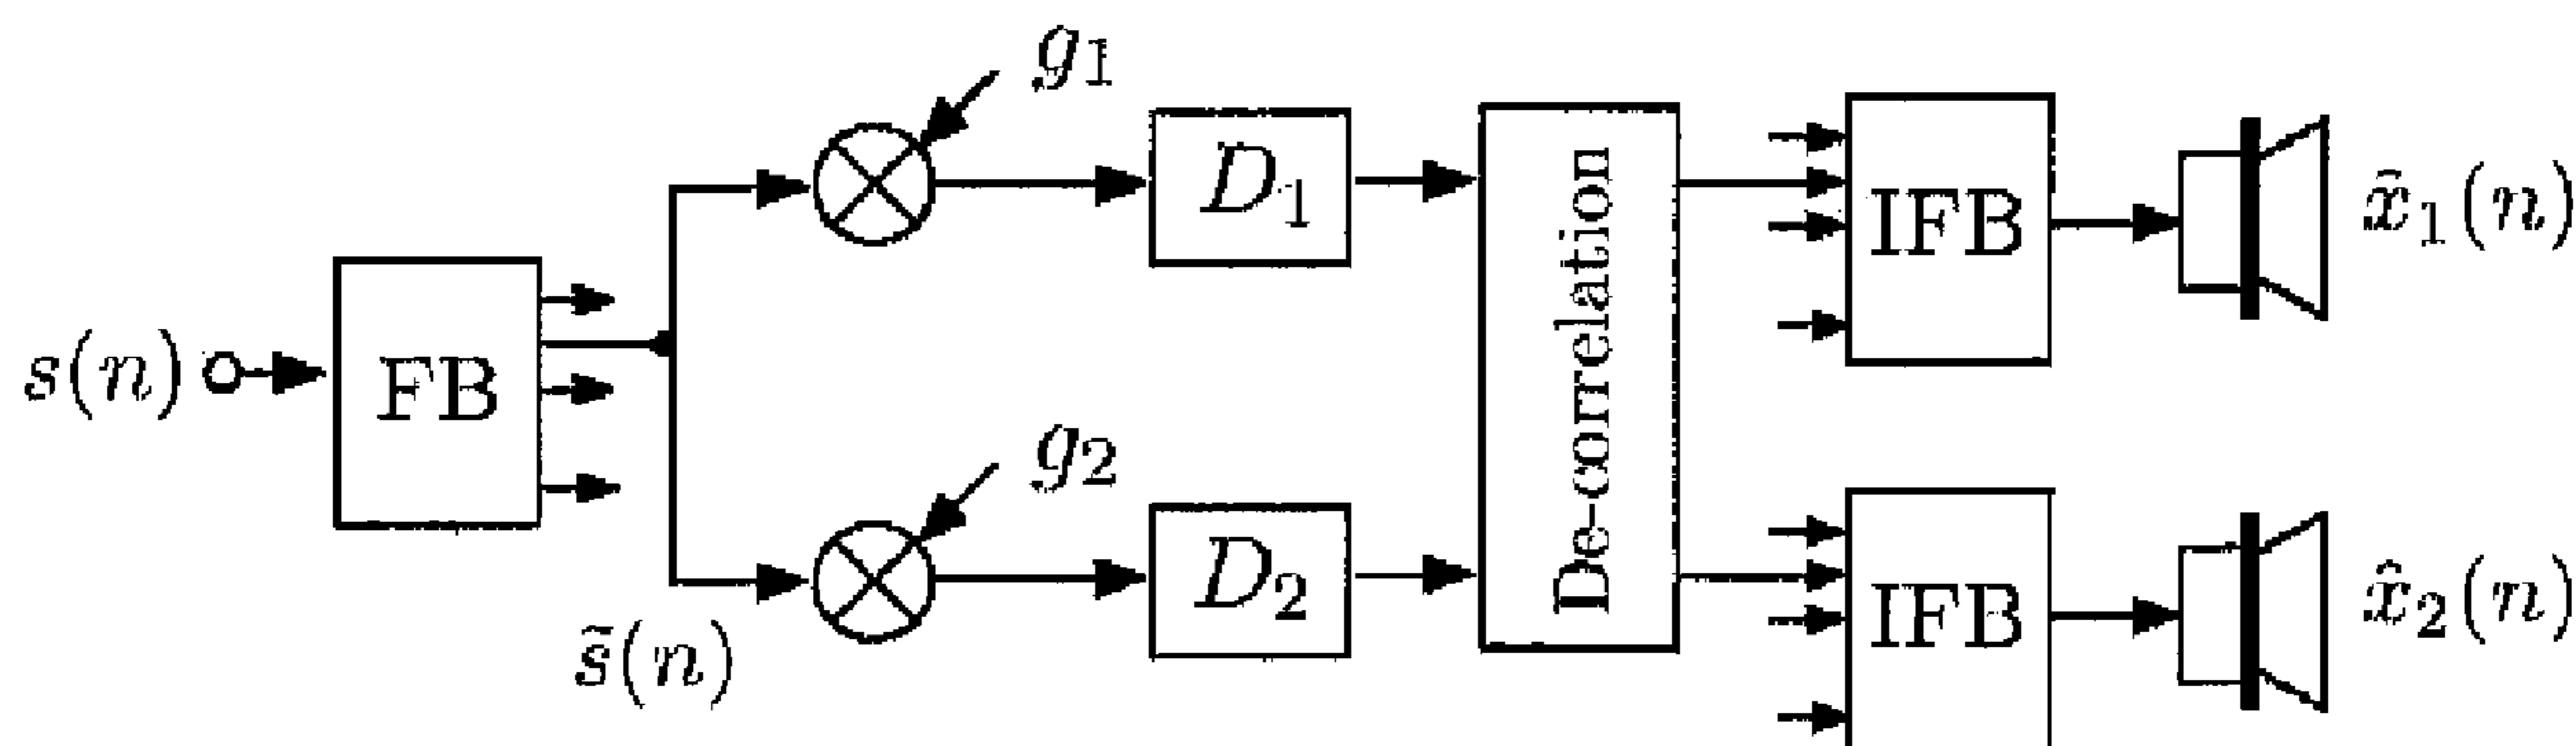 g₁
D₁
De-correlation
IFB
x̂₁(n)
s(n)
FB
g₂
D₂
IFB
x̂₂(n)
s̃(n)